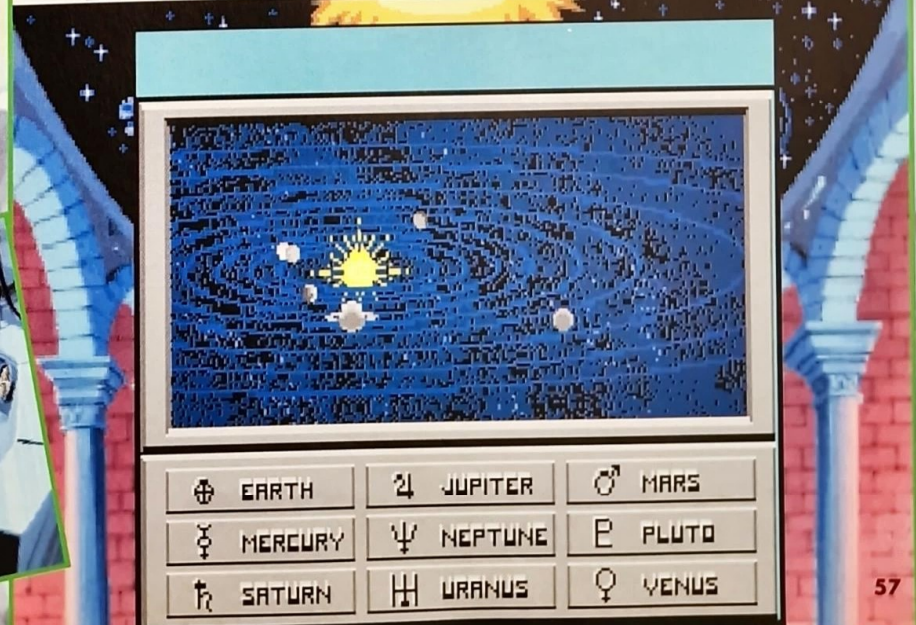 EARTH
JUPITER
MARS
MERCURY
NEPTUNE
PLUTO
SATURN
URANUS
VENUS
57